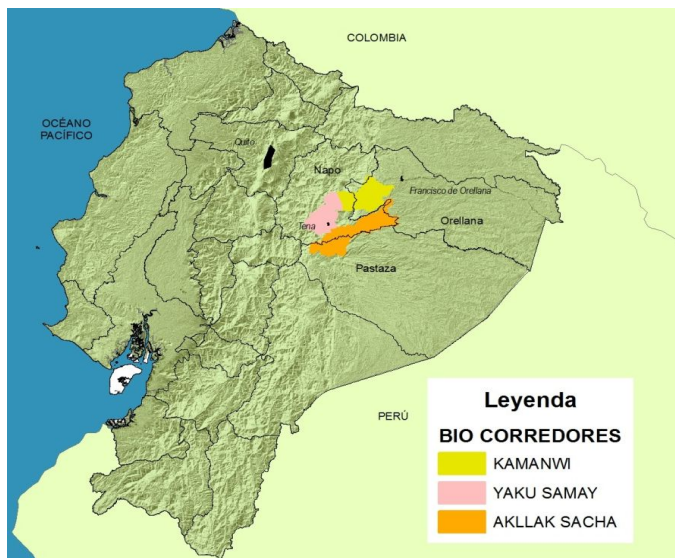 COLOMBIA
OCÉANO
PACÍFICO
Quito
Napo
Francisco de Orellana
Tena
Orellana
Pastaza
PERÚ
Leyenda
BIO CORREDORES
KAMANWI
YAKU SAMAY
AKLLAK SACHA